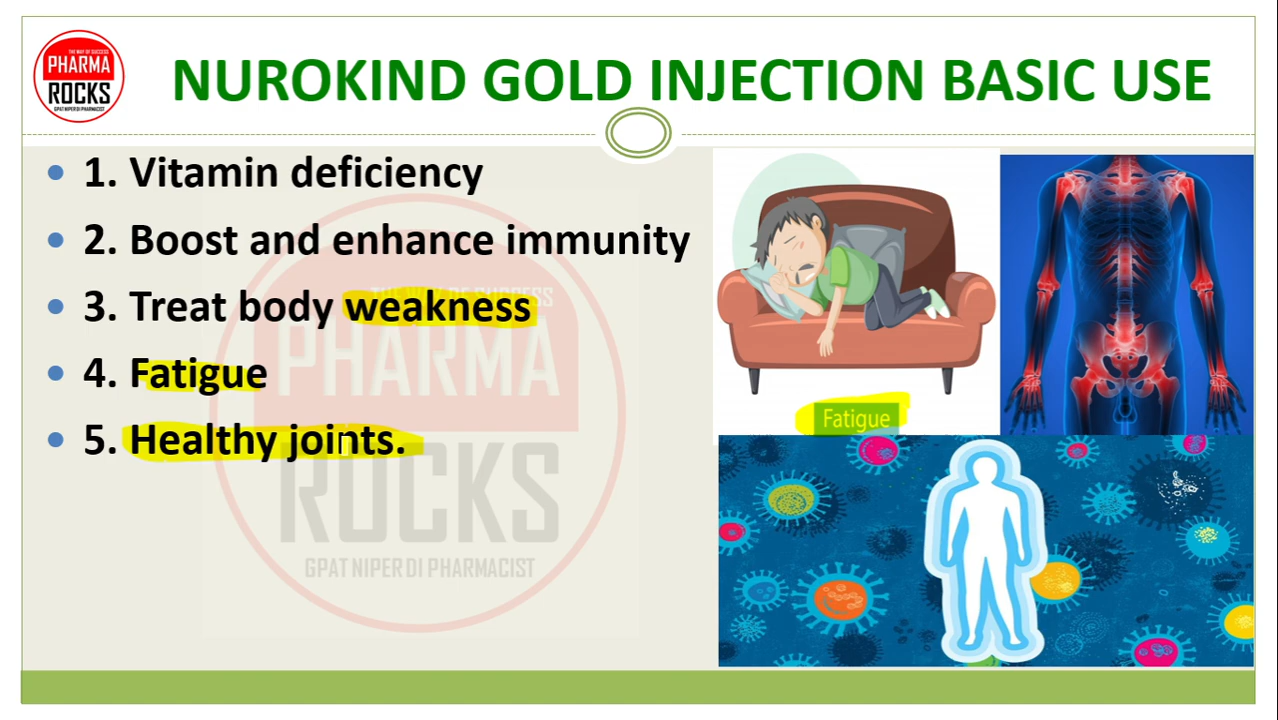 THE WAY OF SUCCESS
PHARMA
ROCKS
GPAT NIPER DI PHARMACIST
NUROKIND GOLD INJECTION BASIC USE
• 1. Vitamin deficiency
• 2. Boost and enhance immunity
• 3. Treat body weakness
• 4. Fatigue
• 5. Healthy joints.
Fatigue
THE WAY OF SUCCESS
PHARMA
ROCKS
GPAT NIPER DI PHARMACIST